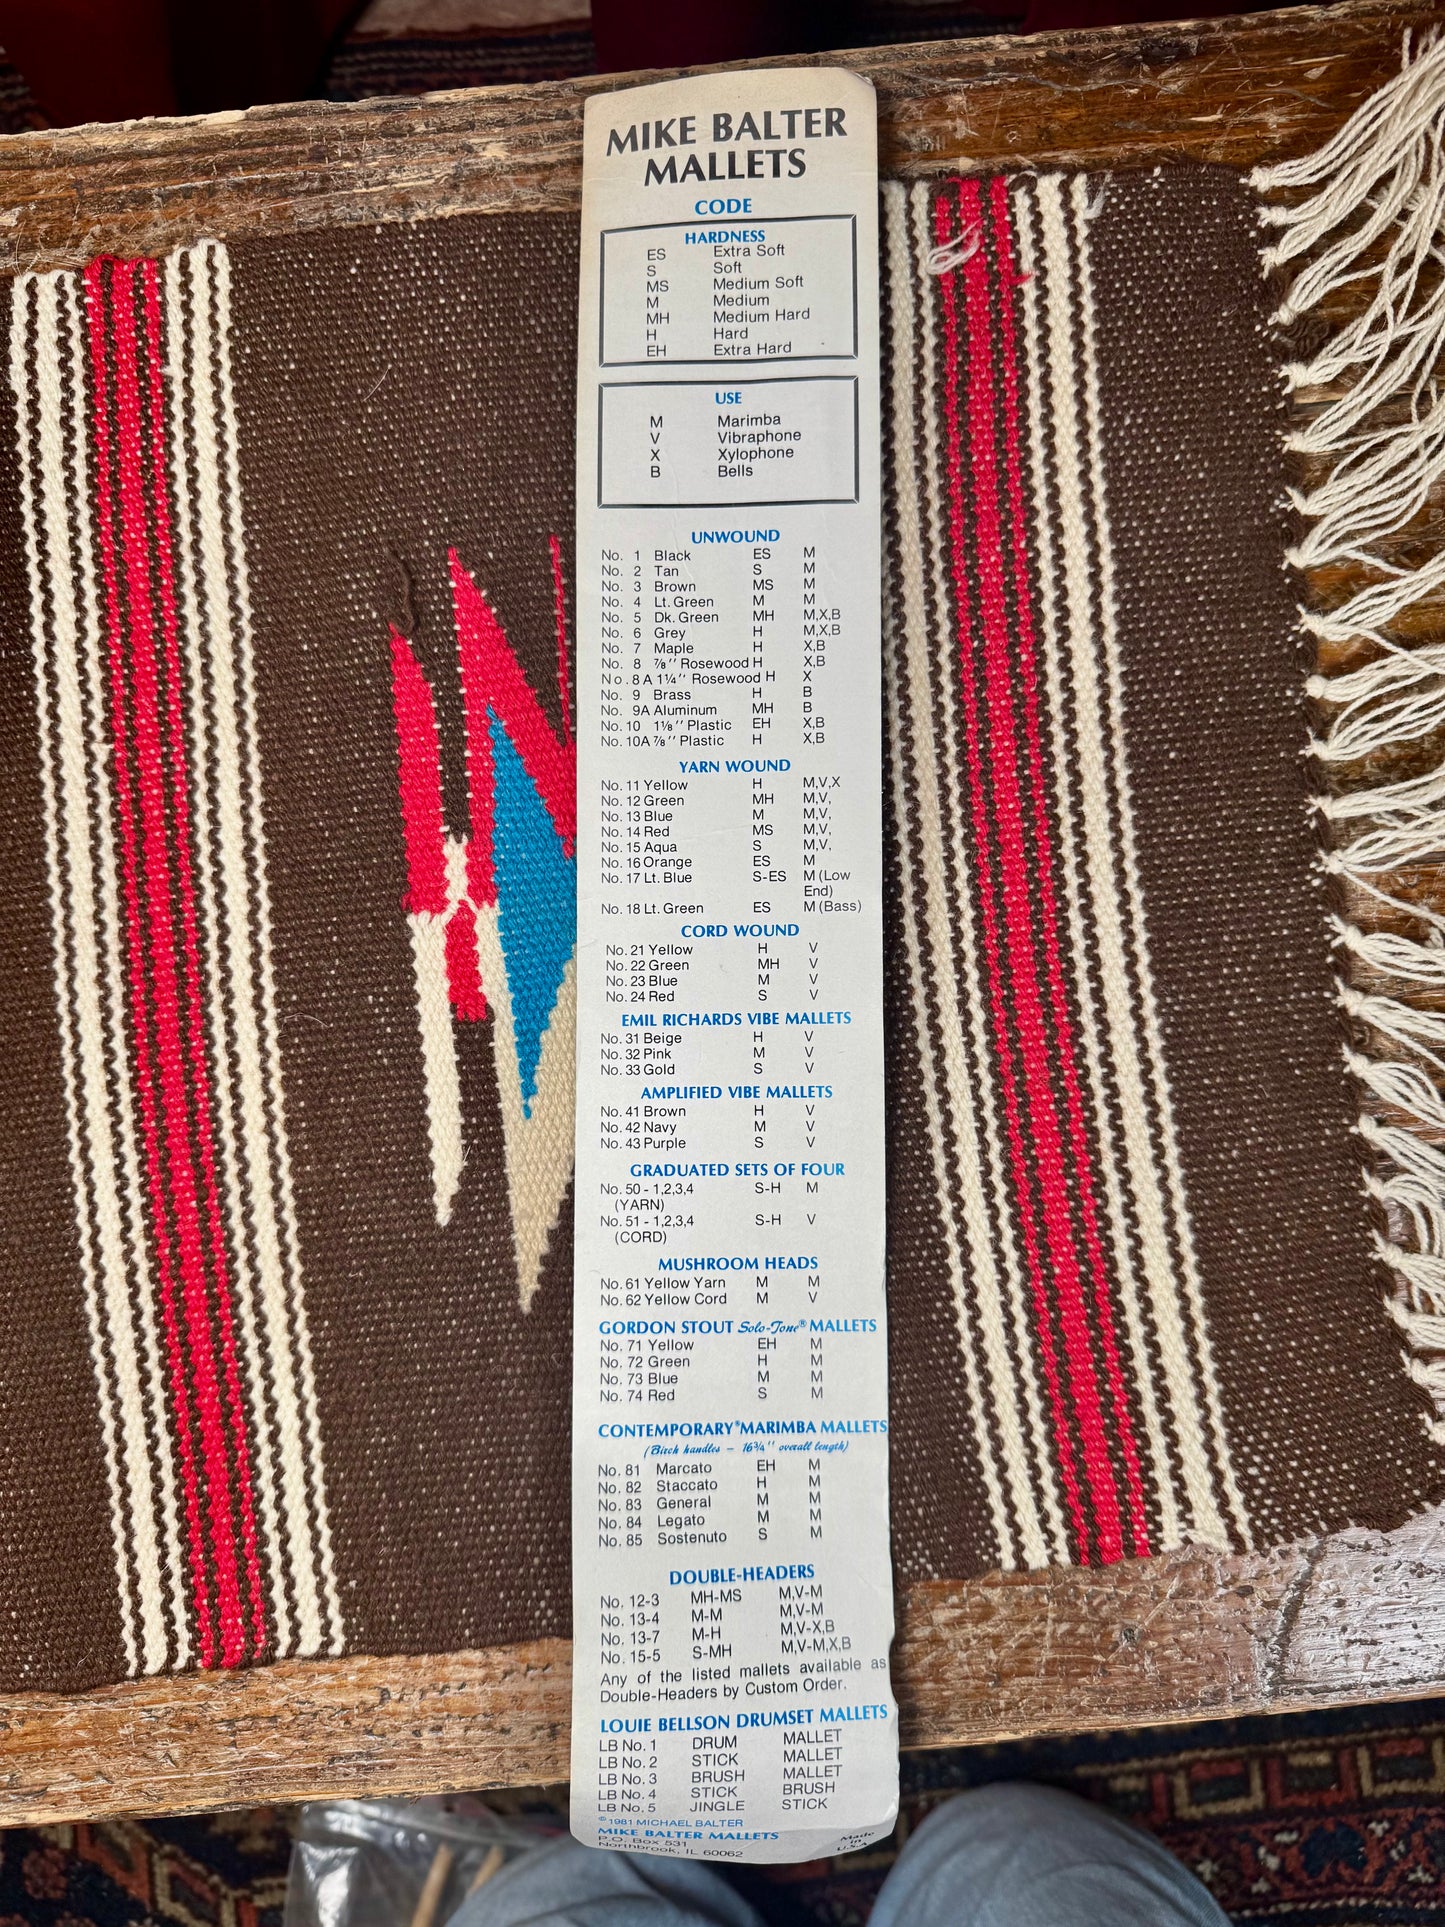 MIKE BALTER
MALLETS
CODE
HARDNESS
ES Extra Soft
S Soft
MS Medium Soft
M Medium
MH Medium Hard
H Hard
EH Extra Hard
USE
M Marimba
V Vibraphone
X Xylophone
B Bells
UNWOUND
No. 1 Black ES M
No. 2 Tan S M
No. 3 Brown MS M
No. 4 Lt. Green M M
No. 5 Dk. Green MH M,X,B
No. 6 Grey H M,X,B
No. 7 Maple H X,B
No. 8 ⅞" Rosewood H X,B
No. 8A 1¼" Rosewood H X
No. 9 Brass H B
No. 9A Aluminum MH B
No. 10 1⅛" Plastic EH X,B
No. 10A ⅞" Plastic H X,B
YARN WOUND
No. 11 Yellow H M,V,X
No. 12 Green MH M,V,
No. 13 Blue M M,V,
No. 14 Red MS M,V,
No. 15 Aqua S M,V,
No. 16 Orange ES M
No. 17 Lt. Blue S-ES M (Low
End)
No. 18 Lt. Green ES M (Bass)
CORD WOUND
No. 21 Yellow H V
No. 22 Green MH V
No. 23 Blue M V
No. 24 Red S V
EMIL RICHARDS VIBE MALLETS
No. 31 Beige H V
No. 32 Pink M V
No. 33 Gold S V
AMPLIFIED VIBE MALLETS
No. 41 Brown H V
No. 42 Navy M V
No. 43 Purple S V
GRADUATED SETS OF FOUR
No. 50 - 1,2,3,4 S-H M
(YARN)
No. 51 - 1,2,3,4 S-H V
(CORD)
MUSHROOM HEADS
No. 61 Yellow Yarn M M
No. 62 Yellow Cord M V
GORDON STOUT Solo-Tone® MALLETS
No. 71 Yellow EH M
No. 72 Green H M
No. 73 Blue M M
No. 74 Red S M
CONTEMPORARY® MARIMBA MALLETS
(Birch handles - 16¾" overall length)
No. 81 Marcato EH M
No. 82 Staccato H M
No. 83 General M M
No. 84 Legato M M
No. 85 Sostenuto S M
DOUBLE-HEADERS
No. 12-3 MH-MS M,V-M
No. 13-4 M-M M,V-M
No. 13-7 M-H M,V-X,B
No. 15-5 S-MH M,V-M,X,B
Any of the listed mallets available as
Double-Headers by Custom Order.
LOUIE BELLSON DRUMSET MALLETS
LB No. 1 DRUM MALLET
LB No. 2 STICK MALLET
LB No. 3 BRUSH MALLET
LB No. 4 STICK BRUSH
LB No. 5 JINGLE STICK
©1981 MICHAEL BALTER
MIKE BALTER MALLETS
P.O. Box 531
Northbrook, IL 60062
Made
in
U.S.A.